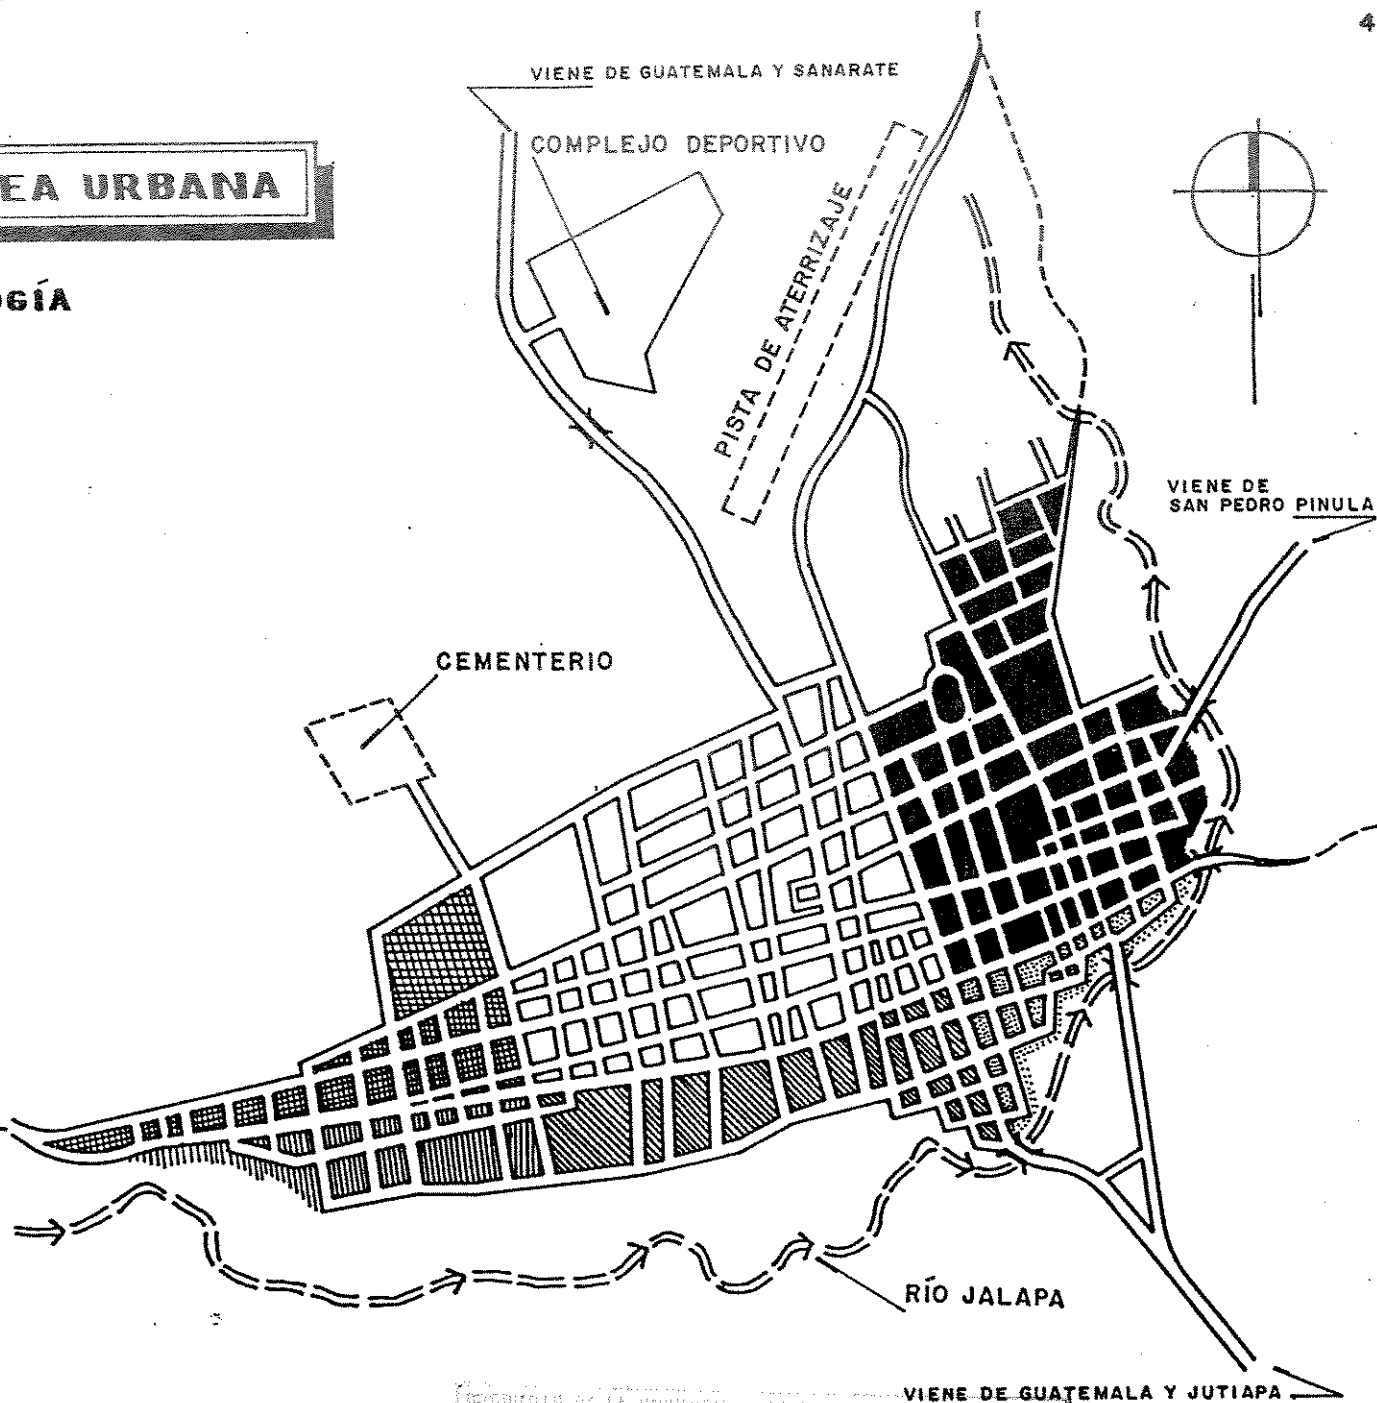 4
VIENE DE GUATEMALA Y SANARATE
COMPLEJO DEPORTIVO
EA URBANA
OGÍA
PISTA DE ATERRIZAJE
VIENE DE
SAN PEDRO PINULA
CEMENTERIO
RÍO JALAPA
VIENE DE GUATEMALA Y JUTIAPA